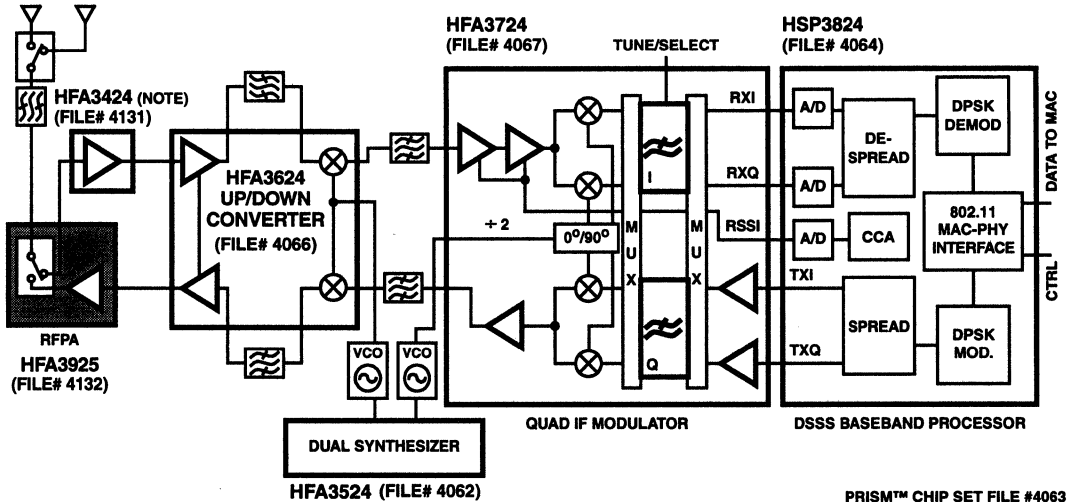 HFA3424 (NOTE)
(FILE# 4131)
HFA3624
UP/DOWN
CONVERTER
(FILE# 4066)
RFPA
HFA3925
(FILE# 4132)
VCO
VCO
DUAL SYNTHESIZER
HFA3524 (FILE# 4062)
HFA3724
(FILE# 4067)
TUNE/SELECT
÷ 2
0°/90°
I
Q
MUX
MUX
QUAD IF MODULATOR
RXI
RXQ
RSSI
TXI
TXQ
HSP3824
(FILE# 4064)
A/D
A/D
A/D
DE-
SPREAD
CCA
SPREAD
DPSK
DEMOD
802.11
MAC-PHY
INTERFACE
DPSK
MOD.
DATA TO MAC
CTRL
DSSS BASEBAND PROCESSOR
PRISM™ CHIP SET FILE #4063